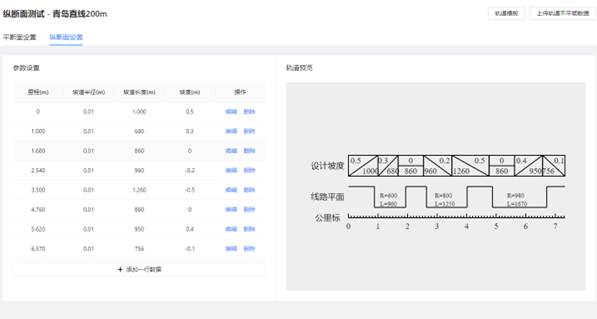 纵断面测试 - 青岛直线200m
轨道模板
上传轨道不平顺数据
平断面设置 纵断面设置
参数设置
里程(m) 坡道半径(m) 坡道长度(m) 坡度(m) 操作
0 0.01 1.000 0.5 编辑 删除
1.000 0.01 680 0.3 编辑 删除
1.680 0.01 860 0 编辑 删除
2.540 0.01 960 -0.2 编辑 删除
3.500 0.01 1.260 -0.5 编辑 删除
4.760 0.01 860 0 编辑 删除
5.620 0.01 950 0.4 编辑 删除
6.570 0.01 756 -0.1 编辑 删除
+ 添加一行数据
轨道预览
设计坡度
0.5 0.3 0 0.2 0.5 0 0.4 0.1
1000 680 860 960 1260 860 950 756
线路平面
R=600 R=800 R=980
L=960 L=1250 L=1670
公里标
0 1 2 3 4 5 6 7